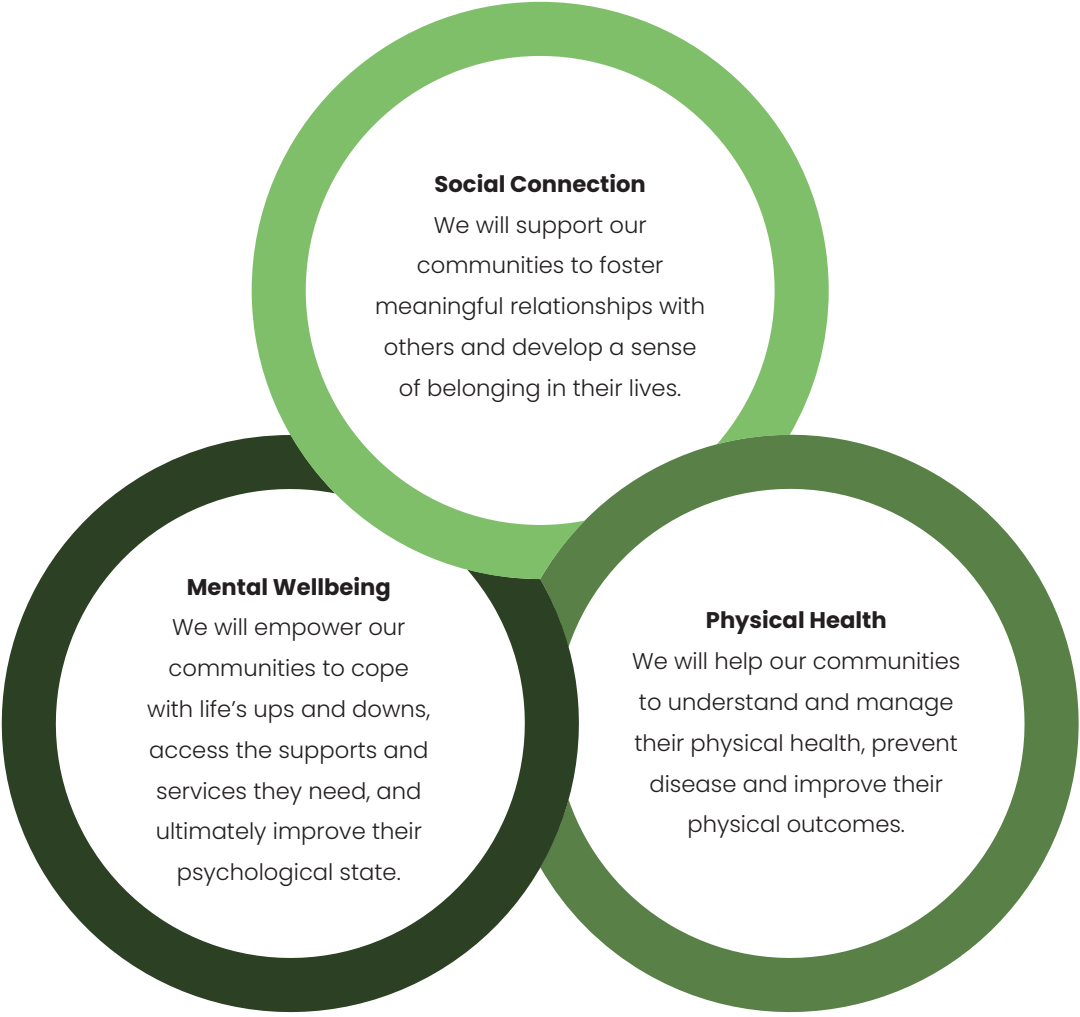 Social Connection
We will support our
communities to foster
meaningful relationships with
others and develop a sense
of belonging in their lives.
Mental Wellbeing
We will empower our
communities to cope
with life’s ups and downs,
access the supports and
services they need, and
ultimately improve their
psychological state.
Physical Health
We will help our communities
to understand and manage
their physical health, prevent
disease and improve their
physical outcomes.